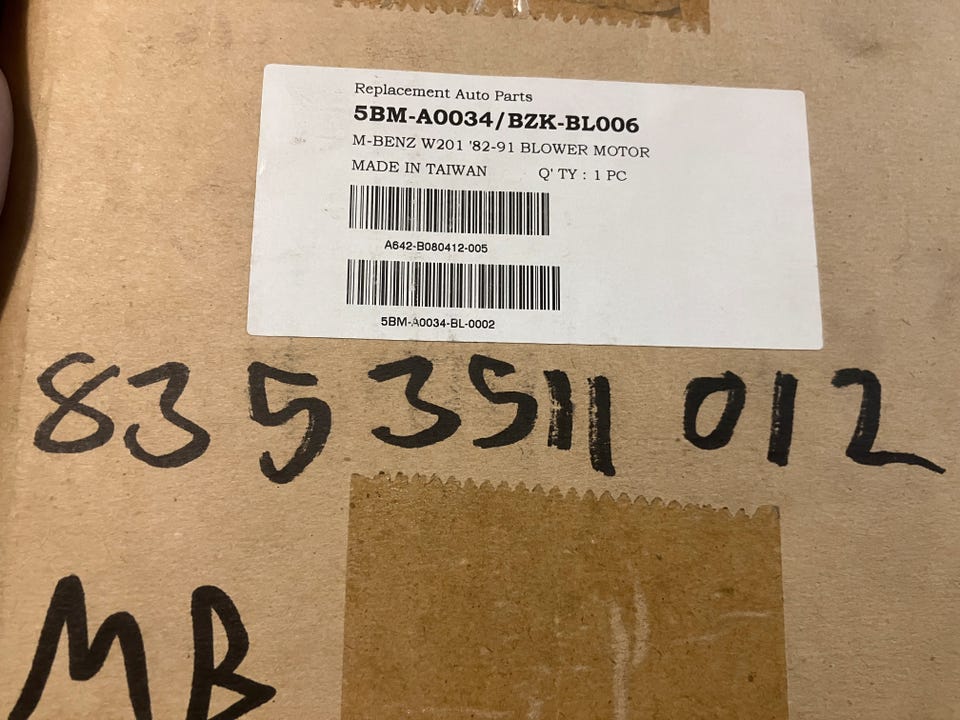 Replacement Auto Parts
5BM-A0034/BZK-BL006
M-BENZ W201 '82-91 BLOWER MOTOR
MADE IN TAIWAN Q' TY : 1 PC
A642-B080412-005
5BM-A0034-BL-0002
835 3511 012
MB